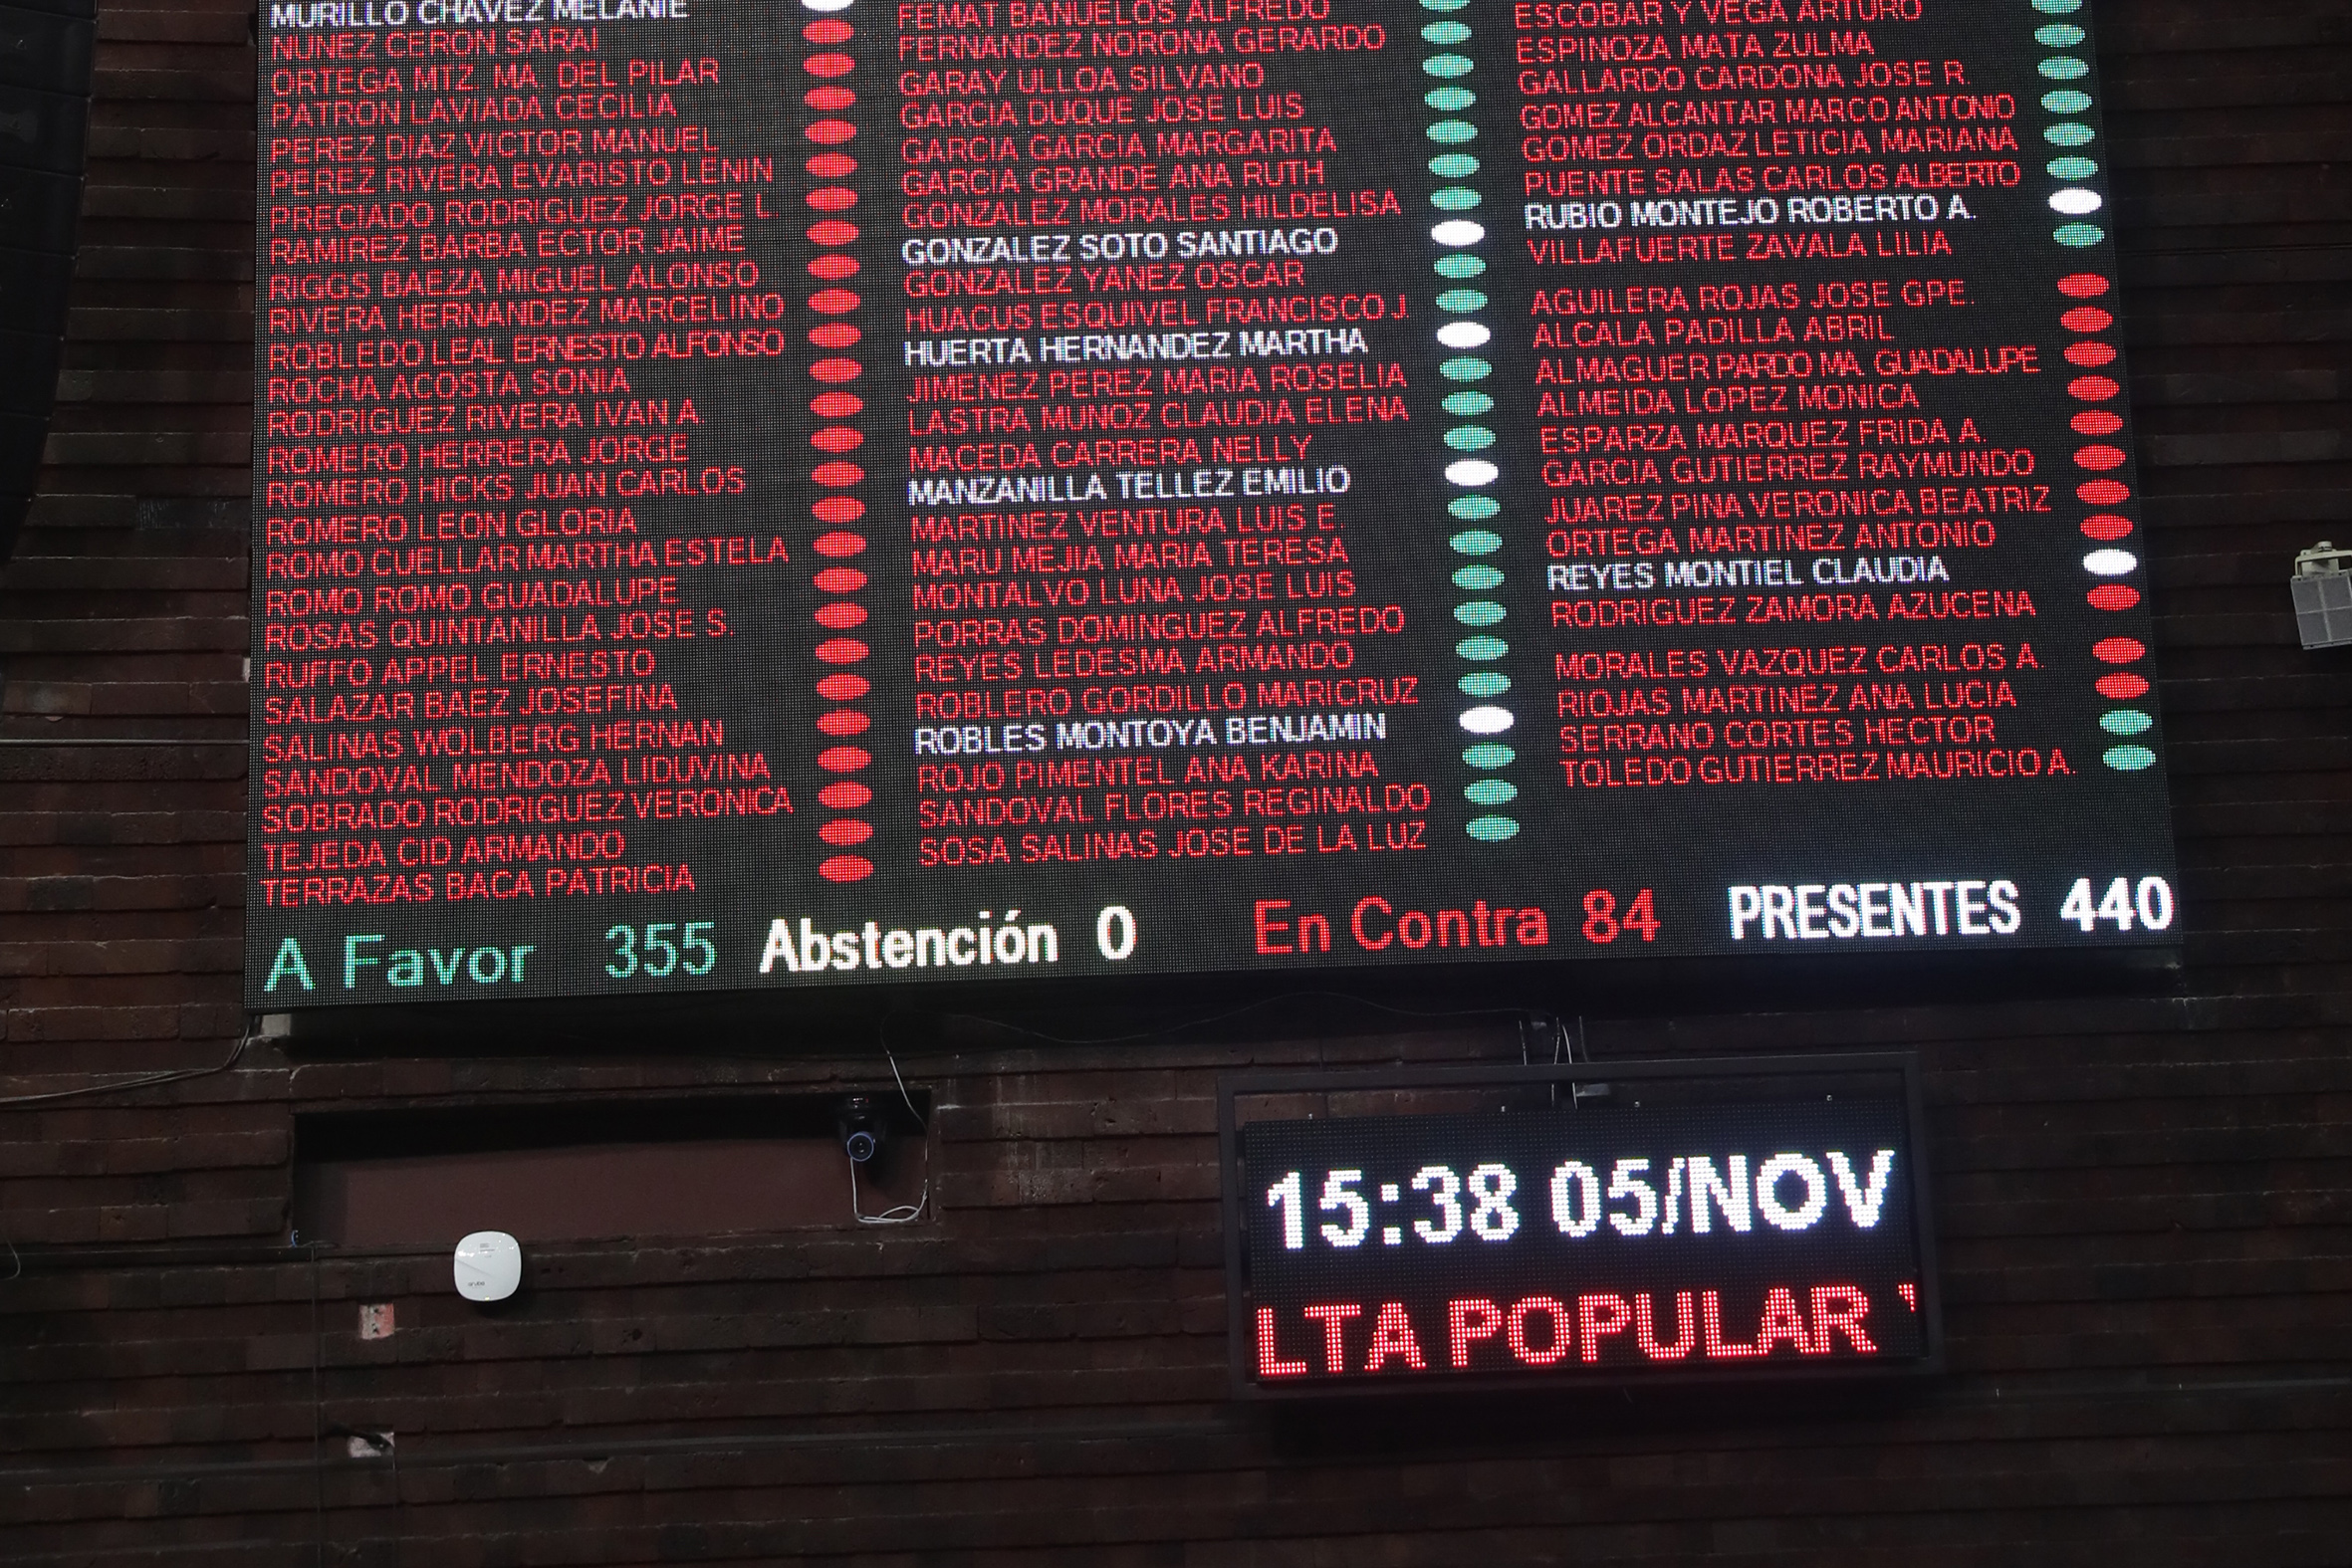 MURILLO CHAVEZ MELANIE
NUNEZ CERON SARAI
ORTEGA MTZ. MA. DEL PILAR
PATRON LAVIADA CECILIA
PEREZ DIAZ VICTOR MANUEL
PEREZ RIVERA EVARISTO LENIN
PRECIADO RODRIGUEZ JORGE L.
RAMIREZ BARBA ECTOR JAIME
RIGGS BAEZA MIGUEL ALONSO
RIVERA HERNANDEZ MARCELINO
ROBLEDO LEAL ERNESTO ALFONSO
ROCHA ACOSTA SONIA
RODRIGUEZ RIVERA IVAN A.
ROMERO HERRERA JORGE
ROMERO HICKS JUAN CARLOS
ROMERO LEON GLORIA
ROMO CUELLAR MARTHA ESTELA
ROMO ROMO GUADALUPE
ROSAS QUINTANILLA JOSE S.
RUFFO APPEL ERNESTO
SALAZAR BAEZ JOSEFINA
SALINAS WOLBERG HERNAN
SANDOVAL MENDOZA LIDUVINA
SOBRADO RODRIGUEZ VERONICA
TEJEDA CID ARMANDO
TERRAZAS BACA PATRICIA
FEMAT BANUELOS ALFREDO
FERNANDEZ NORONA GERARDO
GARAY ULLOA SILVANO
GARCIA DUQUE JOSE LUIS
GARCIA GARCIA MARGARITA
GARCIA GRANDE ANA RUTH
GONZALEZ MORALES HILDELISA
GONZALEZ SOTO SANTIAGO
GONZALEZ YANEZ OSCAR
HUACUS ESQUIVEL FRANCISCO J.
HUERTA HERNANDEZ MARTHA
JIMENEZ PEREZ MARIA ROSELIA
LASTRA MUNOZ CLAUDIA ELENA
MACEDA CARRERA NELLY
MANZANILLA TELLEZ EMILIO
MARTINEZ VENTURA LUIS E.
MARU MEJIA MARIA TERESA
MONTALVO LUNA JOSE LUIS
PORRAS DOMINGUEZ ALFREDO
REYES LEDESMA ARMANDO
ROBLERO GORDILLO MARICRUZ
ROBLES MONTOYA BENJAMIN
ROJO PIMENTEL ANA KARINA
SANDOVAL FLORES REGINALDO
SOSA SALINAS JOSE DE LA LUZ
ESCOBAR Y VEGA ARTURO
ESPINOZA MATA ZULMA
GALLARDO CARDONA JOSE R.
GOMEZ ALCANTAR MARCO ANTONIO
GOMEZ ORDAZ LETICIA MARIANA
PUENTE SALAS CARLOS ALBERTO
RUBIO MONTEJO ROBERTO A.
VILLAFUERTE ZAVALA LILIA
AGUILERA ROJAS JOSE GPE.
ALCALA PADILLA ABRIL
ALMAGUER PARDO MA. GUADALUPE
ALMEIDA LOPEZ MONICA
ESPARZA MARQUEZ FRIDA A.
GARCIA GUTIERREZ RAYMUNDO
JUAREZ PINA VERONICA BEATRIZ
ORTEGA MARTINEZ ANTONIO
REYES MONTIEL CLAUDIA
RODRIGUEZ ZAMORA AZUCENA
MORALES VAZQUEZ CARLOS A.
RIOJAS MARTINEZ ANA LUCIA
SERRANO CORTES HECTOR
TOLEDO GUTIERREZ MAURICIO A.
A Favor 355 Abstención 0 En Contra 84 PRESENTES 440
15:38 05/NOV
LTA POPULAR
aruba